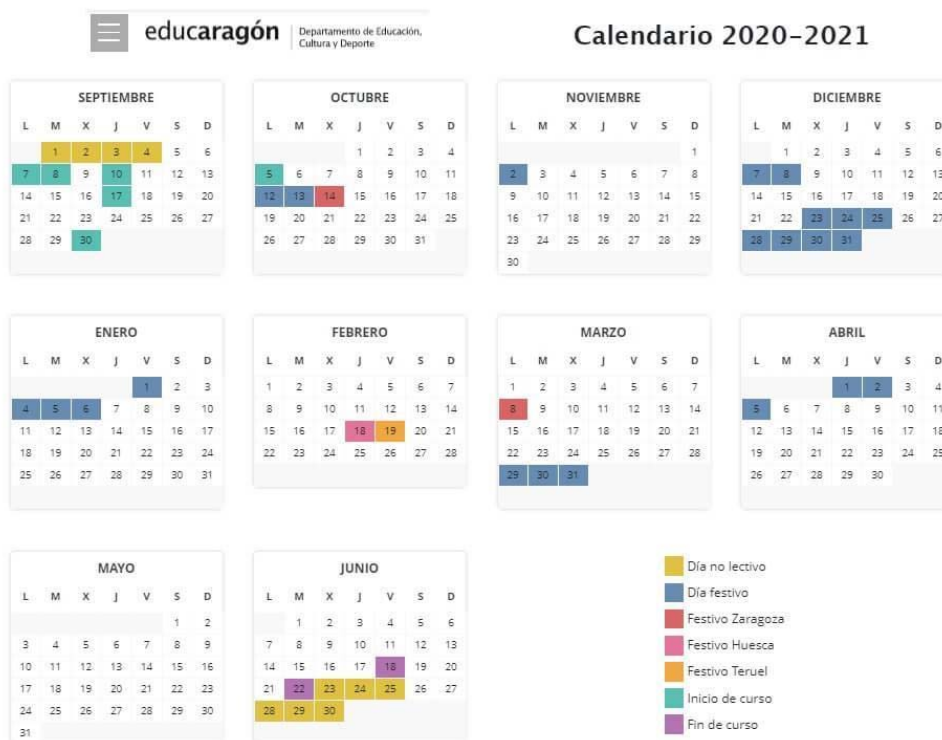 educaragón
Departamento de Educación,
Cultura y Deporte
Calendario 2020-2021
SEPTIEMBRE
L M X J V S D
1 2 3 4 5 6
7 8 9 10 11 12 13
14 15 16 17 18 19 20
21 22 23 24 25 26 27
28 29 30
OCTUBRE
L M X J V S D
1 2 3 4
5 6 7 8 9 10 11
12 13 14 15 16 17 18
19 20 21 22 23 24 25
26 27 28 29 30 31
NOVIEMBRE
L M X J V S D
1
2 3 4 5 6 7 8
9 10 11 12 13 14 15
16 17 18 19 20 21 22
23 24 25 26 27 28 29
30
DICIEMBRE
L M X J V S D
1 2 3 4 5 6
7 8 9 10 11 12 13
14 15 16 17 18 19 20
21 22 23 24 25 26 27
28 29 30 31
ENERO
L M X J V S D
1 2 3
4 5 6 7 8 9 10
11 12 13 14 15 16 17
18 19 20 21 22 23 24
25 26 27 28 29 30 31
FEBRERO
L M X J V S D
1 2 3 4 5 6 7
8 9 10 11 12 13 14
15 16 17 18 19 20 21
22 23 24 25 26 27 28
MARZO
L M X J V S D
1 2 3 4 5 6 7
8 9 10 11 12 13 14
15 16 17 18 19 20 21
22 23 24 25 26 27 28
29 30 31
ABRIL
L M X J V S D
1 2 3 4
5 6 7 8 9 10 11
12 13 14 15 16 17 18
19 20 21 22 23 24 25
26 27 28 29 30
MAYO
L M X J V S D
1 2
3 4 5 6 7 8 9
10 11 12 13 14 15 16
17 18 19 20 21 22 23
24 25 26 27 28 29 30
31
JUNIO
L M X J V S D
1 2 3 4 5 6
7 8 9 10 11 12 13
14 15 16 17 18 19 20
21 22 23 24 25 26 27
28 29 30
Día no lectivo
Día festivo
Festivo Zaragoza
Festivo Huesca
Festivo Teruel
Inicio de curso
Fin de curso